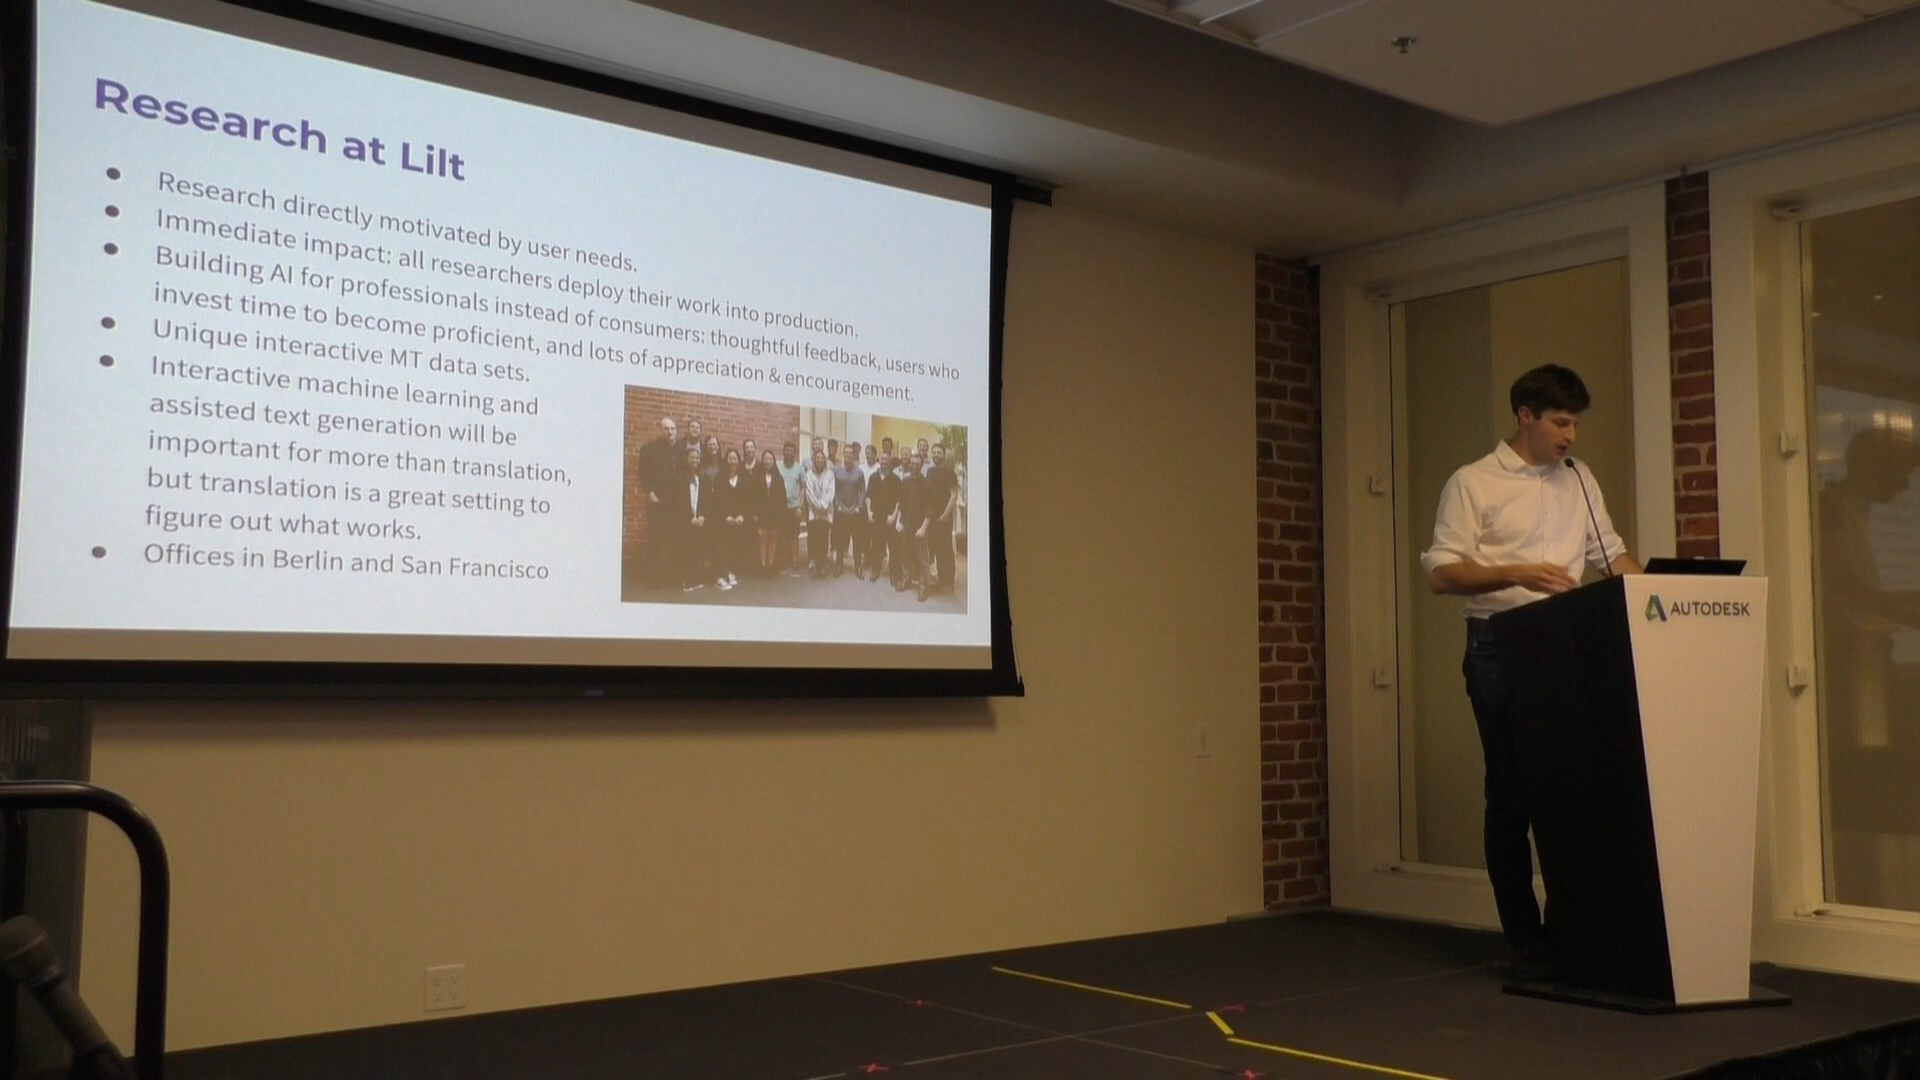 Research at Lilt
● Research directly motivated by user needs.
● Immediate impact: all researchers deploy their work into production.
● Building AI for professionals instead of consumers: thoughtful feedback, users who
invest time to become proficient, and lots of appreciation & encouragement.
● Unique interactive MT data sets.
● Interactive machine learning and
assisted text generation will be
important for more than translation,
but translation is a great setting to
figure out what works.
● Offices in Berlin and San Francisco
AUTODESK